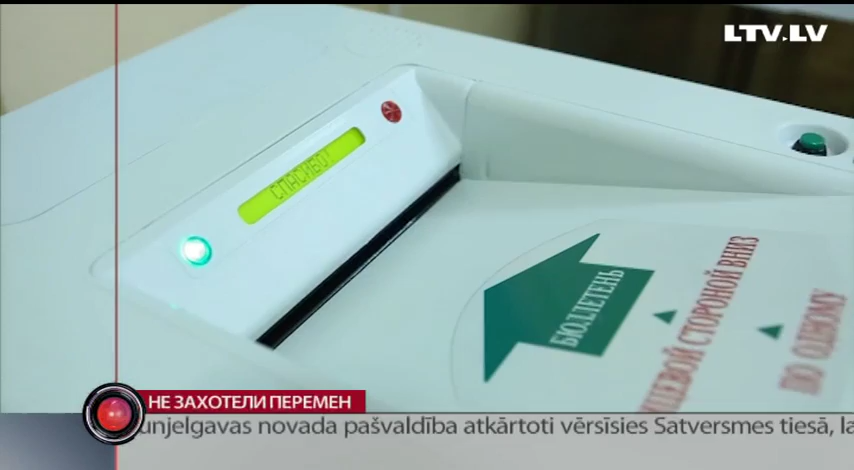 LTV.LV
СПАСИБО!
БЮЛЛЕТЕНЬ
ЛИЦЕВОЙ СТОРОНОЙ ВНИЗ
ПО ОДНОМУ
НЕ ЗАХОТЕЛИ ПЕРЕМЕН
unjelgavas novada pašvaldība atkārtoti vērsīsies Satversmes tiesā, la